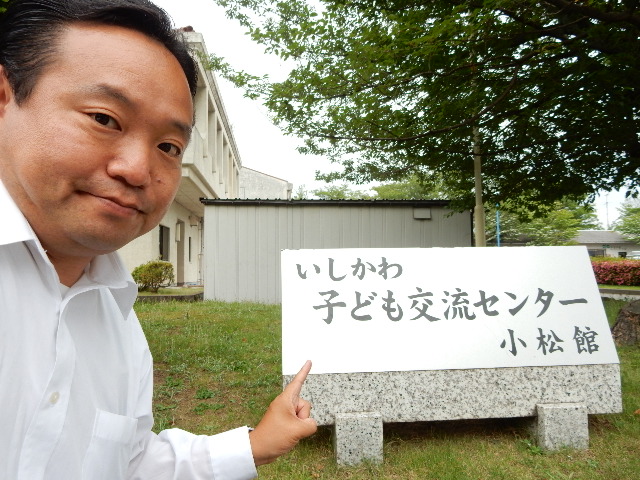 いしかわ
子ども交流センター
小松館